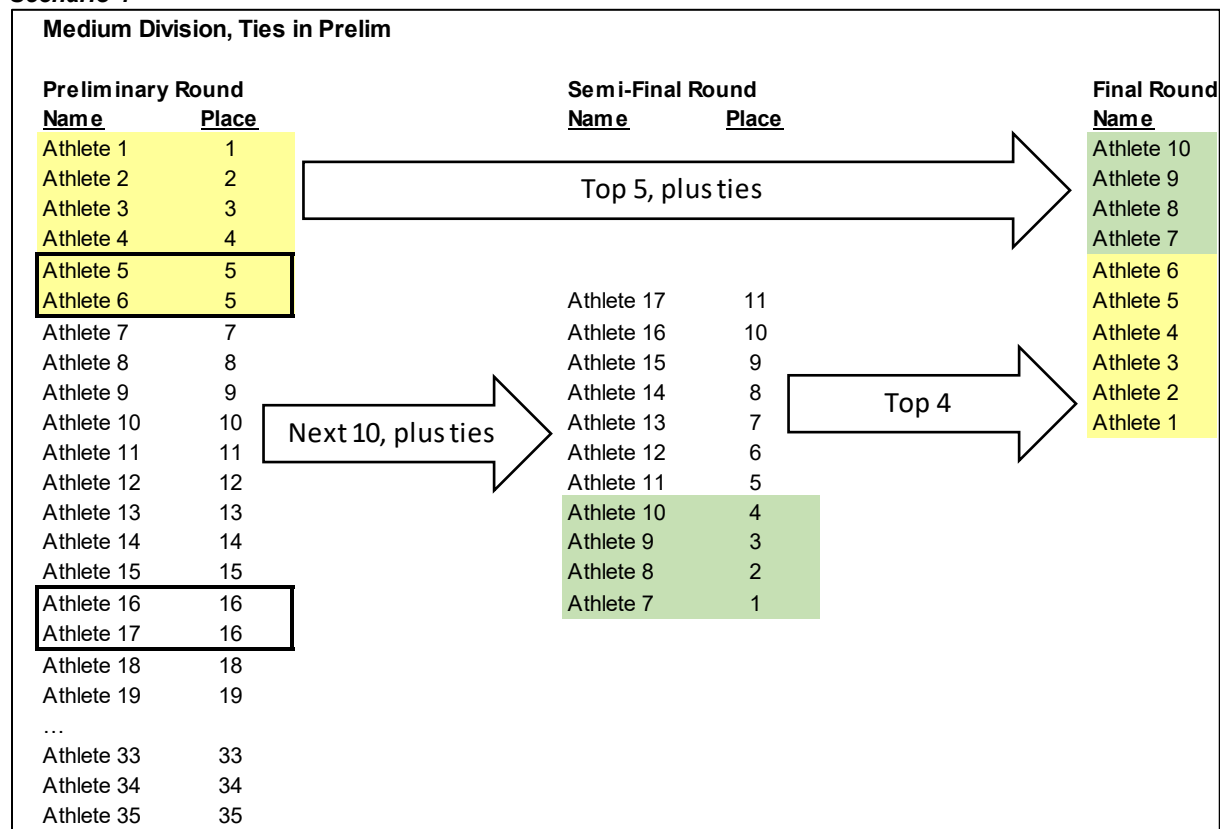 Medium Division, Ties in Prelim
Preliminary Round Semi-Final Round Final Round
Name Place Name Place Name
Athlete 1 1 Athlete 10
Athlete 2 2 Top 5, plus ties Athlete 9
Athlete 3 3 Athlete 8
Athlete 4 4 Athlete 7
Athlete 5 5 Athlete 6
Athlete 6 5 Athlete 17 11 Athlete 5
Athlete 7 7 Athlete 16 10 Athlete 4
Athlete 8 8 Athlete 15 9 Athlete 3
Athlete 9 9 Athlete 14 8 Top 4 Athlete 2
Athlete 10 10 Next 10, plus ties Athlete 13 7 Athlete 1
Athlete 11 11 Athlete 12 6
Athlete 12 12 Athlete 11 5
Athlete 13 13 Athlete 10 4
Athlete 14 14 Athlete 9 3
Athlete 15 15 Athlete 8 2
Athlete 16 16 Athlete 7 1
Athlete 17 16
Athlete 18 18
Athlete 19 19
…
Athlete 33 33
Athlete 34 34
Athlete 35 35